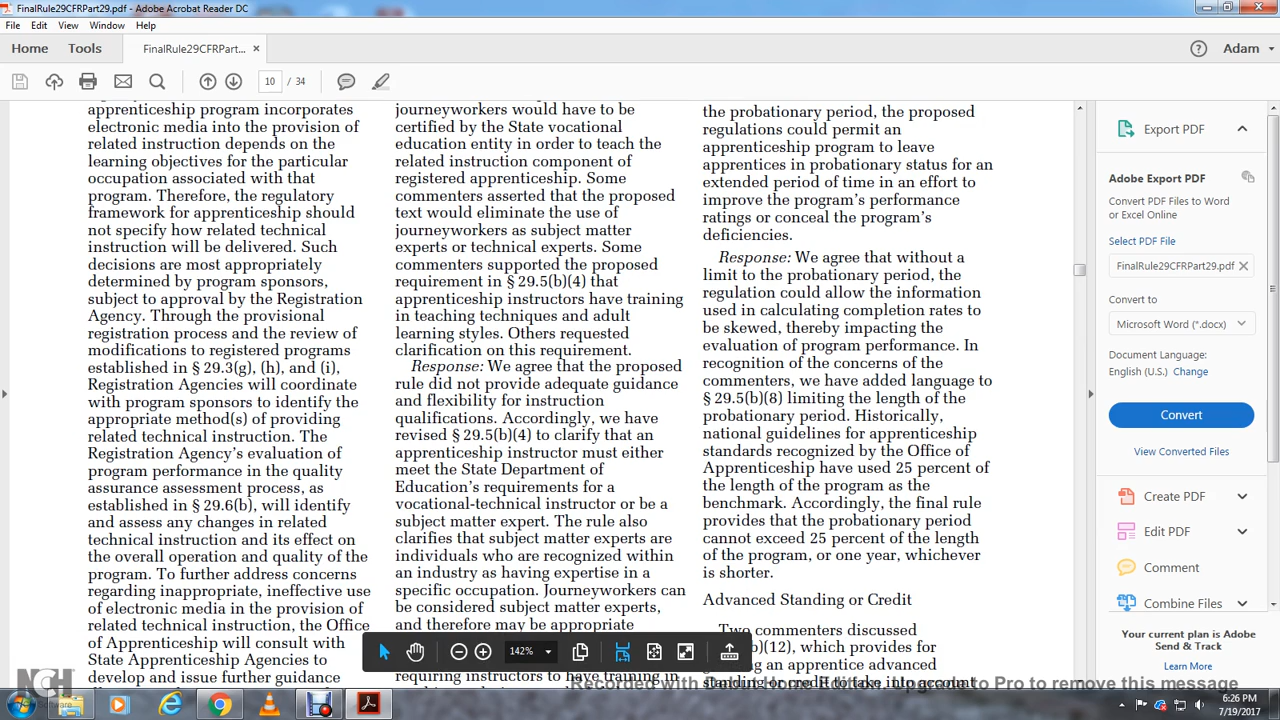 FinalRule29CFRPart29.pdf - Adobe Acrobat Reader DC
File Edit View Window Help
Home Tools FinalRule29CFRPart... × Adam
10 / 34
apprenticeship program incorporates
electronic media into the provision of
related instruction depends on the
learning objectives for the particular
occupation associated with that
program. Therefore, the regulatory
framework for apprenticeship should
not specify how related technical
instruction will be delivered. Such
decisions are most appropriately
determined by program sponsors,
subject to approval by the Registration
Agency. Through the provisional
registration process and the review of
modifications to registered programs
established in § 29.3(g), (h), and (i),
Registration Agencies will coordinate
with program sponsors to identify the
appropriate method(s) of providing
related technical instruction. The
Registration Agency's evaluation of
program performance in the quality
assurance assessment process, as
established in § 29.6(b), will identify
and assess any changes in related
technical instruction and its effect on
the overall operation and quality of the
program. To further address concerns
regarding inappropriate, ineffective use
of electronic media in the provision of
related technical instruction, the Office
of Apprenticeship will consult with
State Apprenticeship Agencies to
develop and issue further guidance
journeyworkers would have to be
certified by the State vocational
education entity in order to teach the
related instruction component of
registered apprenticeship. Some
commenters asserted that the proposed
text would eliminate the use of
journeyworkers as subject matter
experts or technical experts. Some
commenters supported the proposed
requirement in § 29.5(b)(4) that
apprenticeship instructors have training
in teaching techniques and adult
learning styles. Others requested
clarification on this requirement.
Response: We agree that the proposed
rule did not provide adequate guidance
and flexibility for instruction
qualifications. Accordingly, we have
revised § 29.5(b)(4) to clarify that an
apprenticeship instructor must either
meet the State Department of
Education's requirements for a
vocational-technical instructor or be a
subject matter expert. The rule also
clarifies that subject matter experts are
individuals who are recognized within
an industry as having expertise in a
specific occupation. Journeyworkers can
be considered subject matter experts,
and therefore may be appropriate
requiring instructors to have training in
the probationary period, the proposed
regulations could permit an
apprenticeship program to leave
apprentices in probationary status for an
extended period of time in an effort to
improve the program's performance
ratings or conceal the program's
deficiencies.
Response: We agree that without a
limit to the probationary period, the
regulation could allow the information
used in calculating completion rates to
be skewed, thereby impacting the
evaluation of program performance. In
recognition of the concerns of the
commenters, we have added language to
§ 29.5(b)(8) limiting the length of the
probationary period. Historically,
national guidelines for apprenticeship
standards recognized by the Office of
Apprenticeship have used 25 percent of
the length of the program as the
benchmark. Accordingly, the final rule
provides that the probationary period
cannot exceed 25 percent of the length
of the program, or one year, whichever
is shorter.
Advanced Standing or Credit
Two commenters discussed
)(12), which provides for
an apprentice advanced
standing or credit to take into account
Export PDF
Adobe Export PDF
Convert PDF Files to Word
or Excel Online
Select PDF File
FinalRule29CFRPart29.pdf ×
Convert to
Microsoft Word (*.docx)
Document Language:
English (U.S.) Change
Convert
View Converted Files
Create PDF
Edit PDF
Comment
Combine Files
Your current plan is Adobe
Send & Track
Learn More
142%
NCH
Software
to Pro to remove this message
6:26 PM
7/19/2017